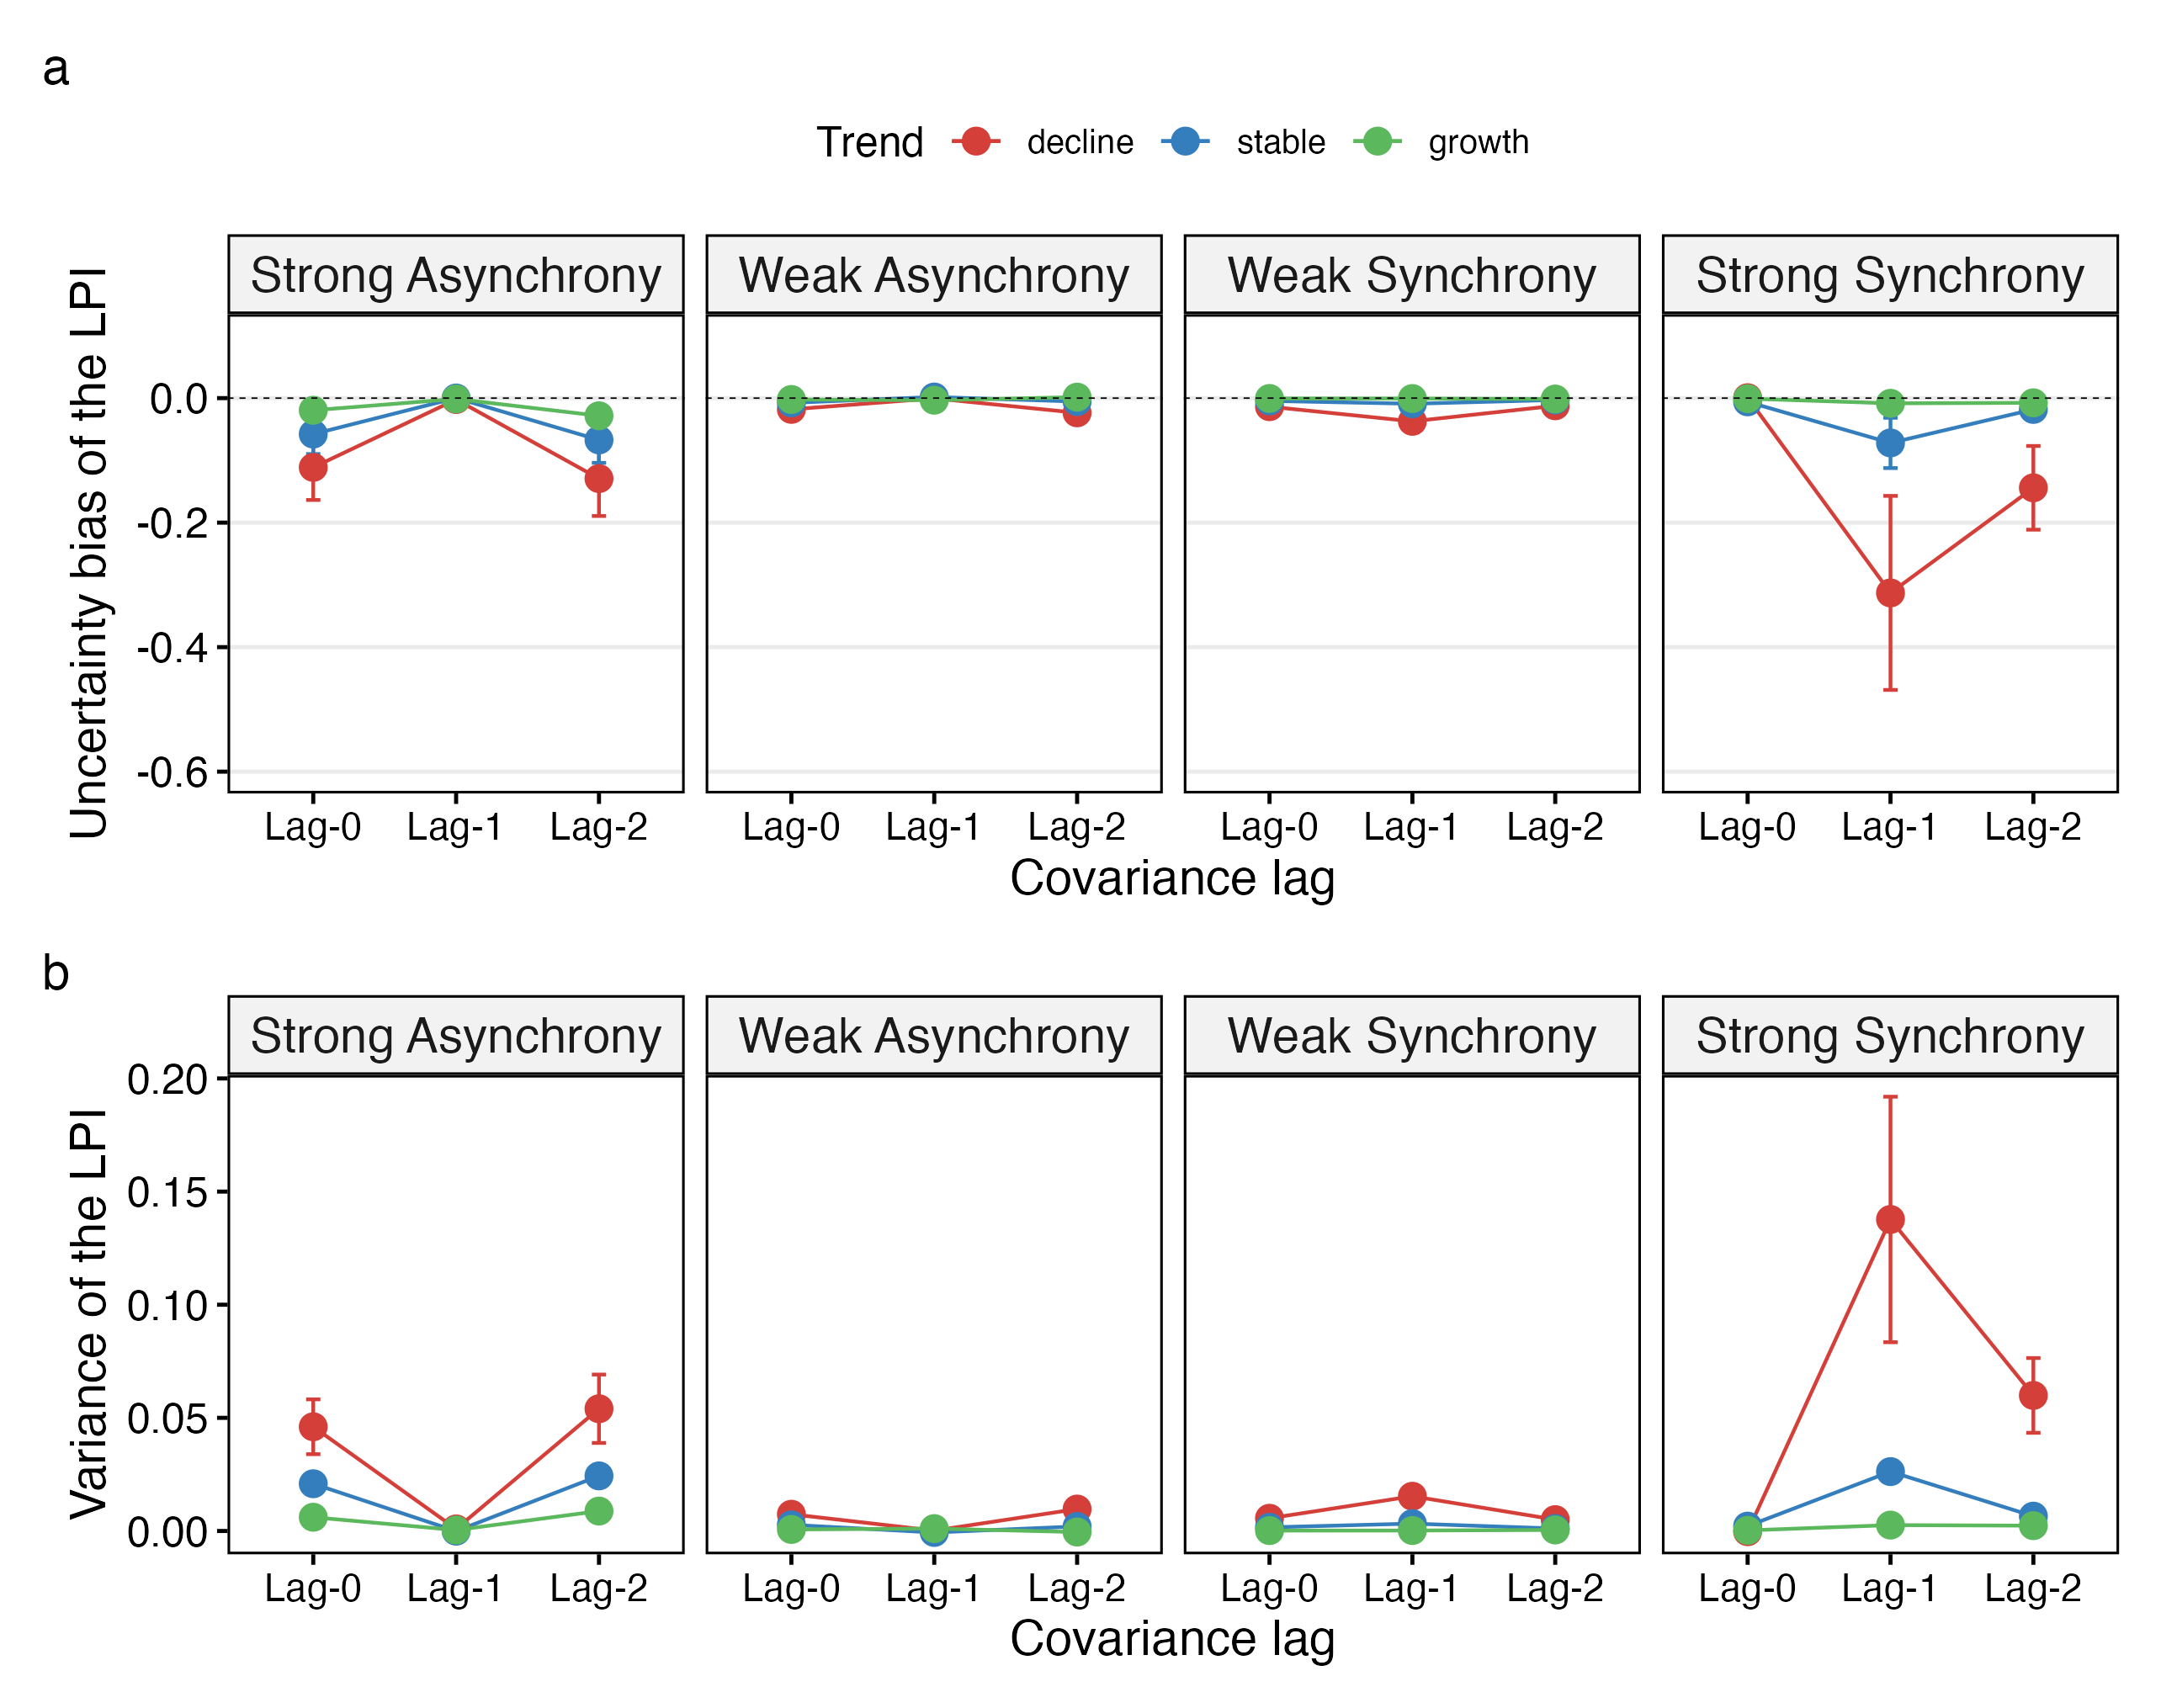 a
Trend decline stable growth
Strong Asynchrony Weak Asynchrony Weak Synchrony Strong Synchrony
Uncertainty bias of the LPI
0.0
-0.2
-0.4
-0.6
Lag-0 Lag-1 Lag-2 Lag-0 Lag-1 Lag-2 Lag-0 Lag-1 Lag-2 Lag-0 Lag-1 Lag-2
Covariance lag
b
Strong Asynchrony Weak Asynchrony Weak Synchrony Strong Synchrony
Variance of the LPI
0.20
0.15
0.10
0.05
0.00
Lag-0 Lag-1 Lag-2 Lag-0 Lag-1 Lag-2 Lag-0 Lag-1 Lag-2 Lag-0 Lag-1 Lag-2
Covariance lag